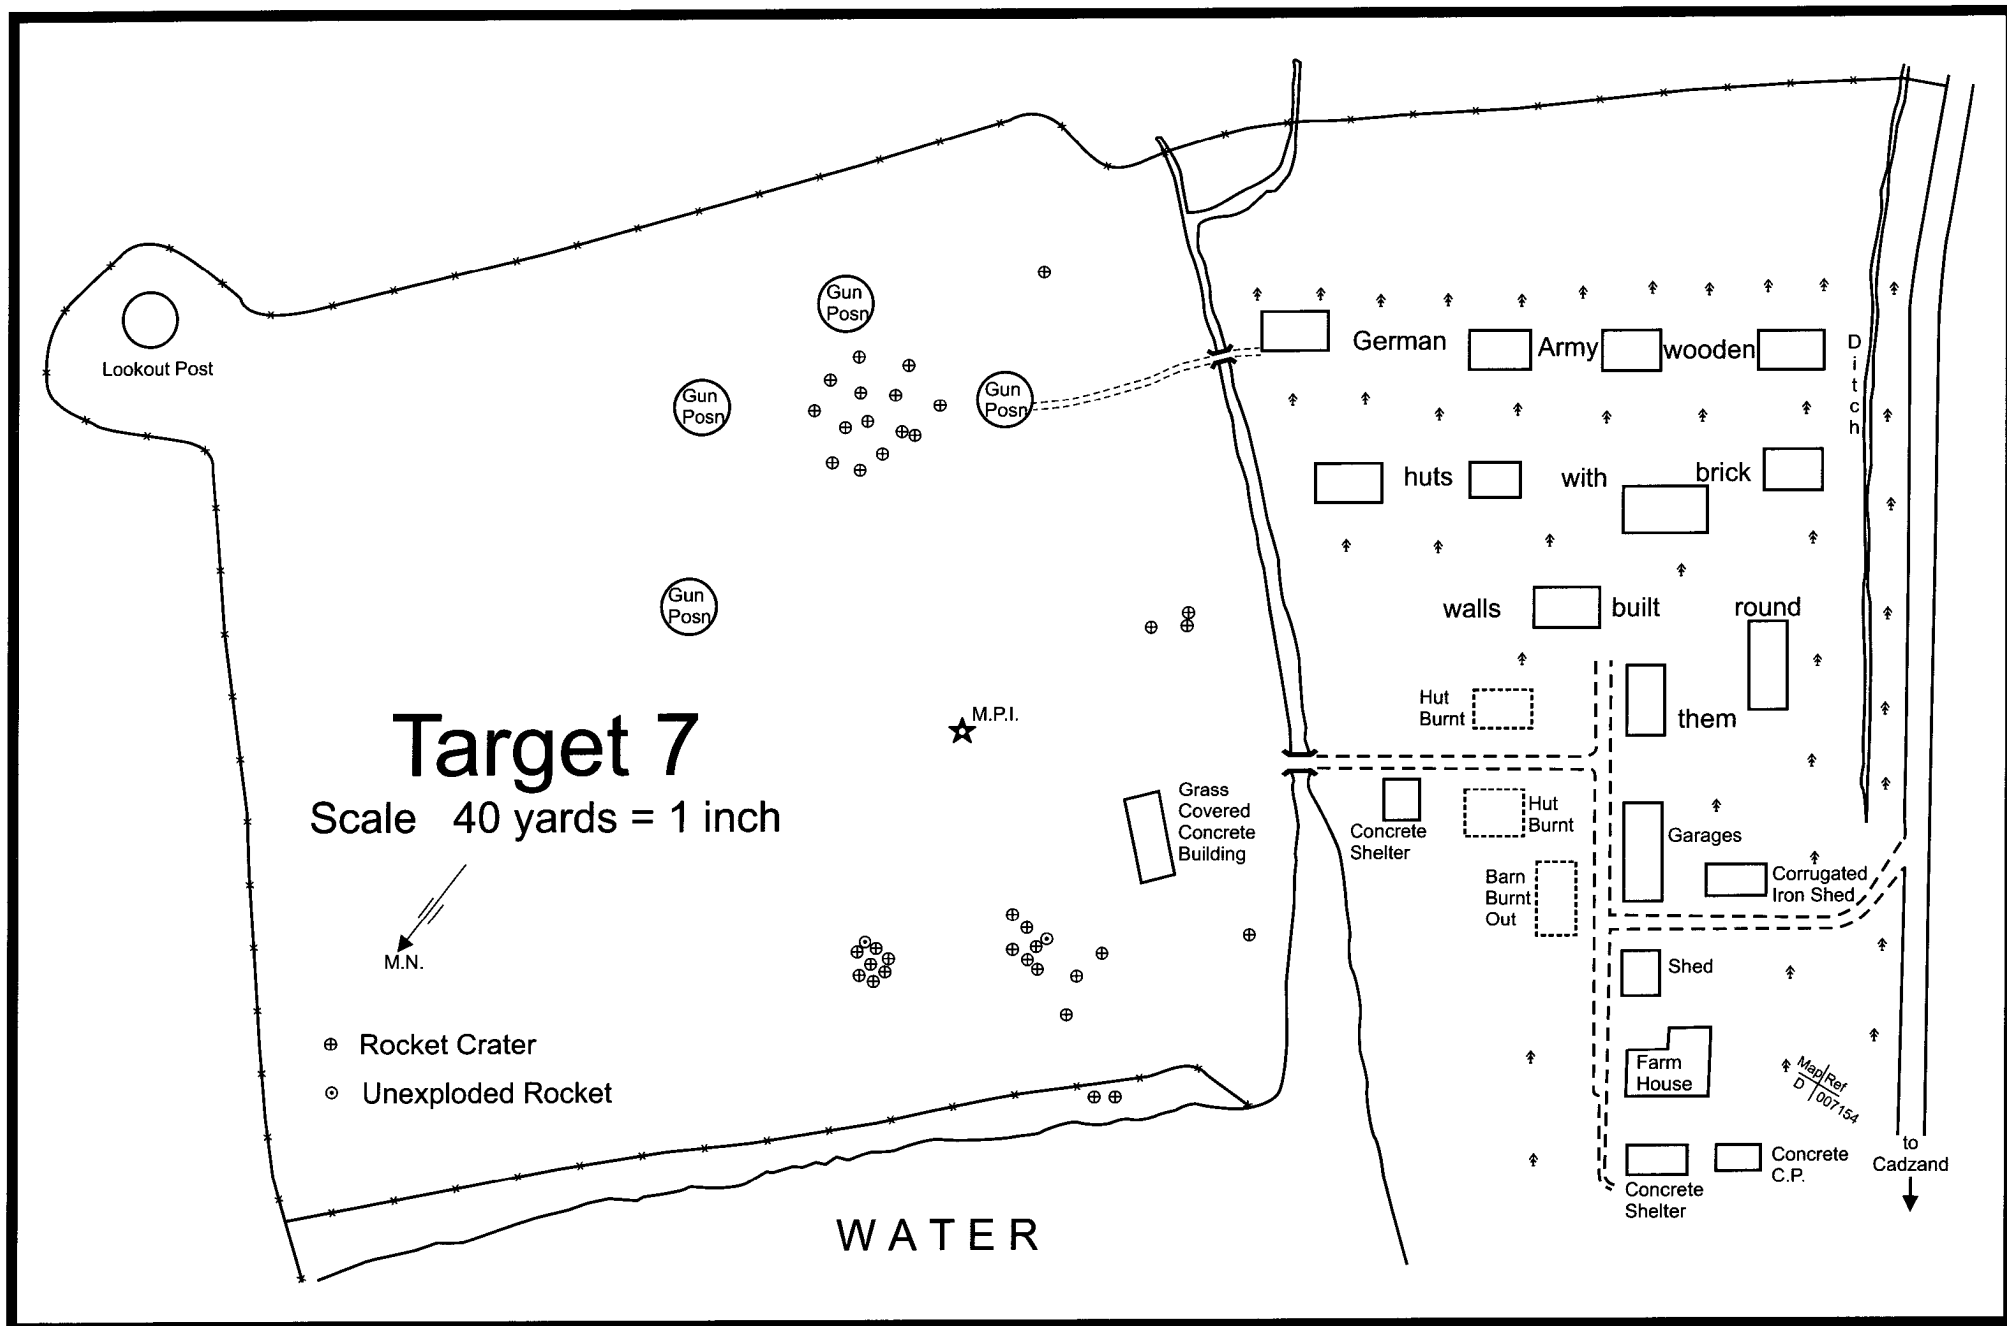 Lookout Post
Gun
Posn
Gun
Posn
Gun
Posn
Gun
Posn
German Army wooden
huts with brick
walls built round
them
D
i
t
c
h
Target 7
Scale 40 yards = 1 inch
M.P.I.
M.N.
Rocket Crater
Unexploded Rocket
Grass
Covered
Concrete
Building
Hut
Burnt
Concrete
Shelter
Hut
Burnt
Barn
Burnt
Out
Garages
Corrugated
Iron Shed
Shed
Farm
House
Map Ref
D 007154
Concrete
Shelter
Concrete
C.P.
to
Cadzand
WATER